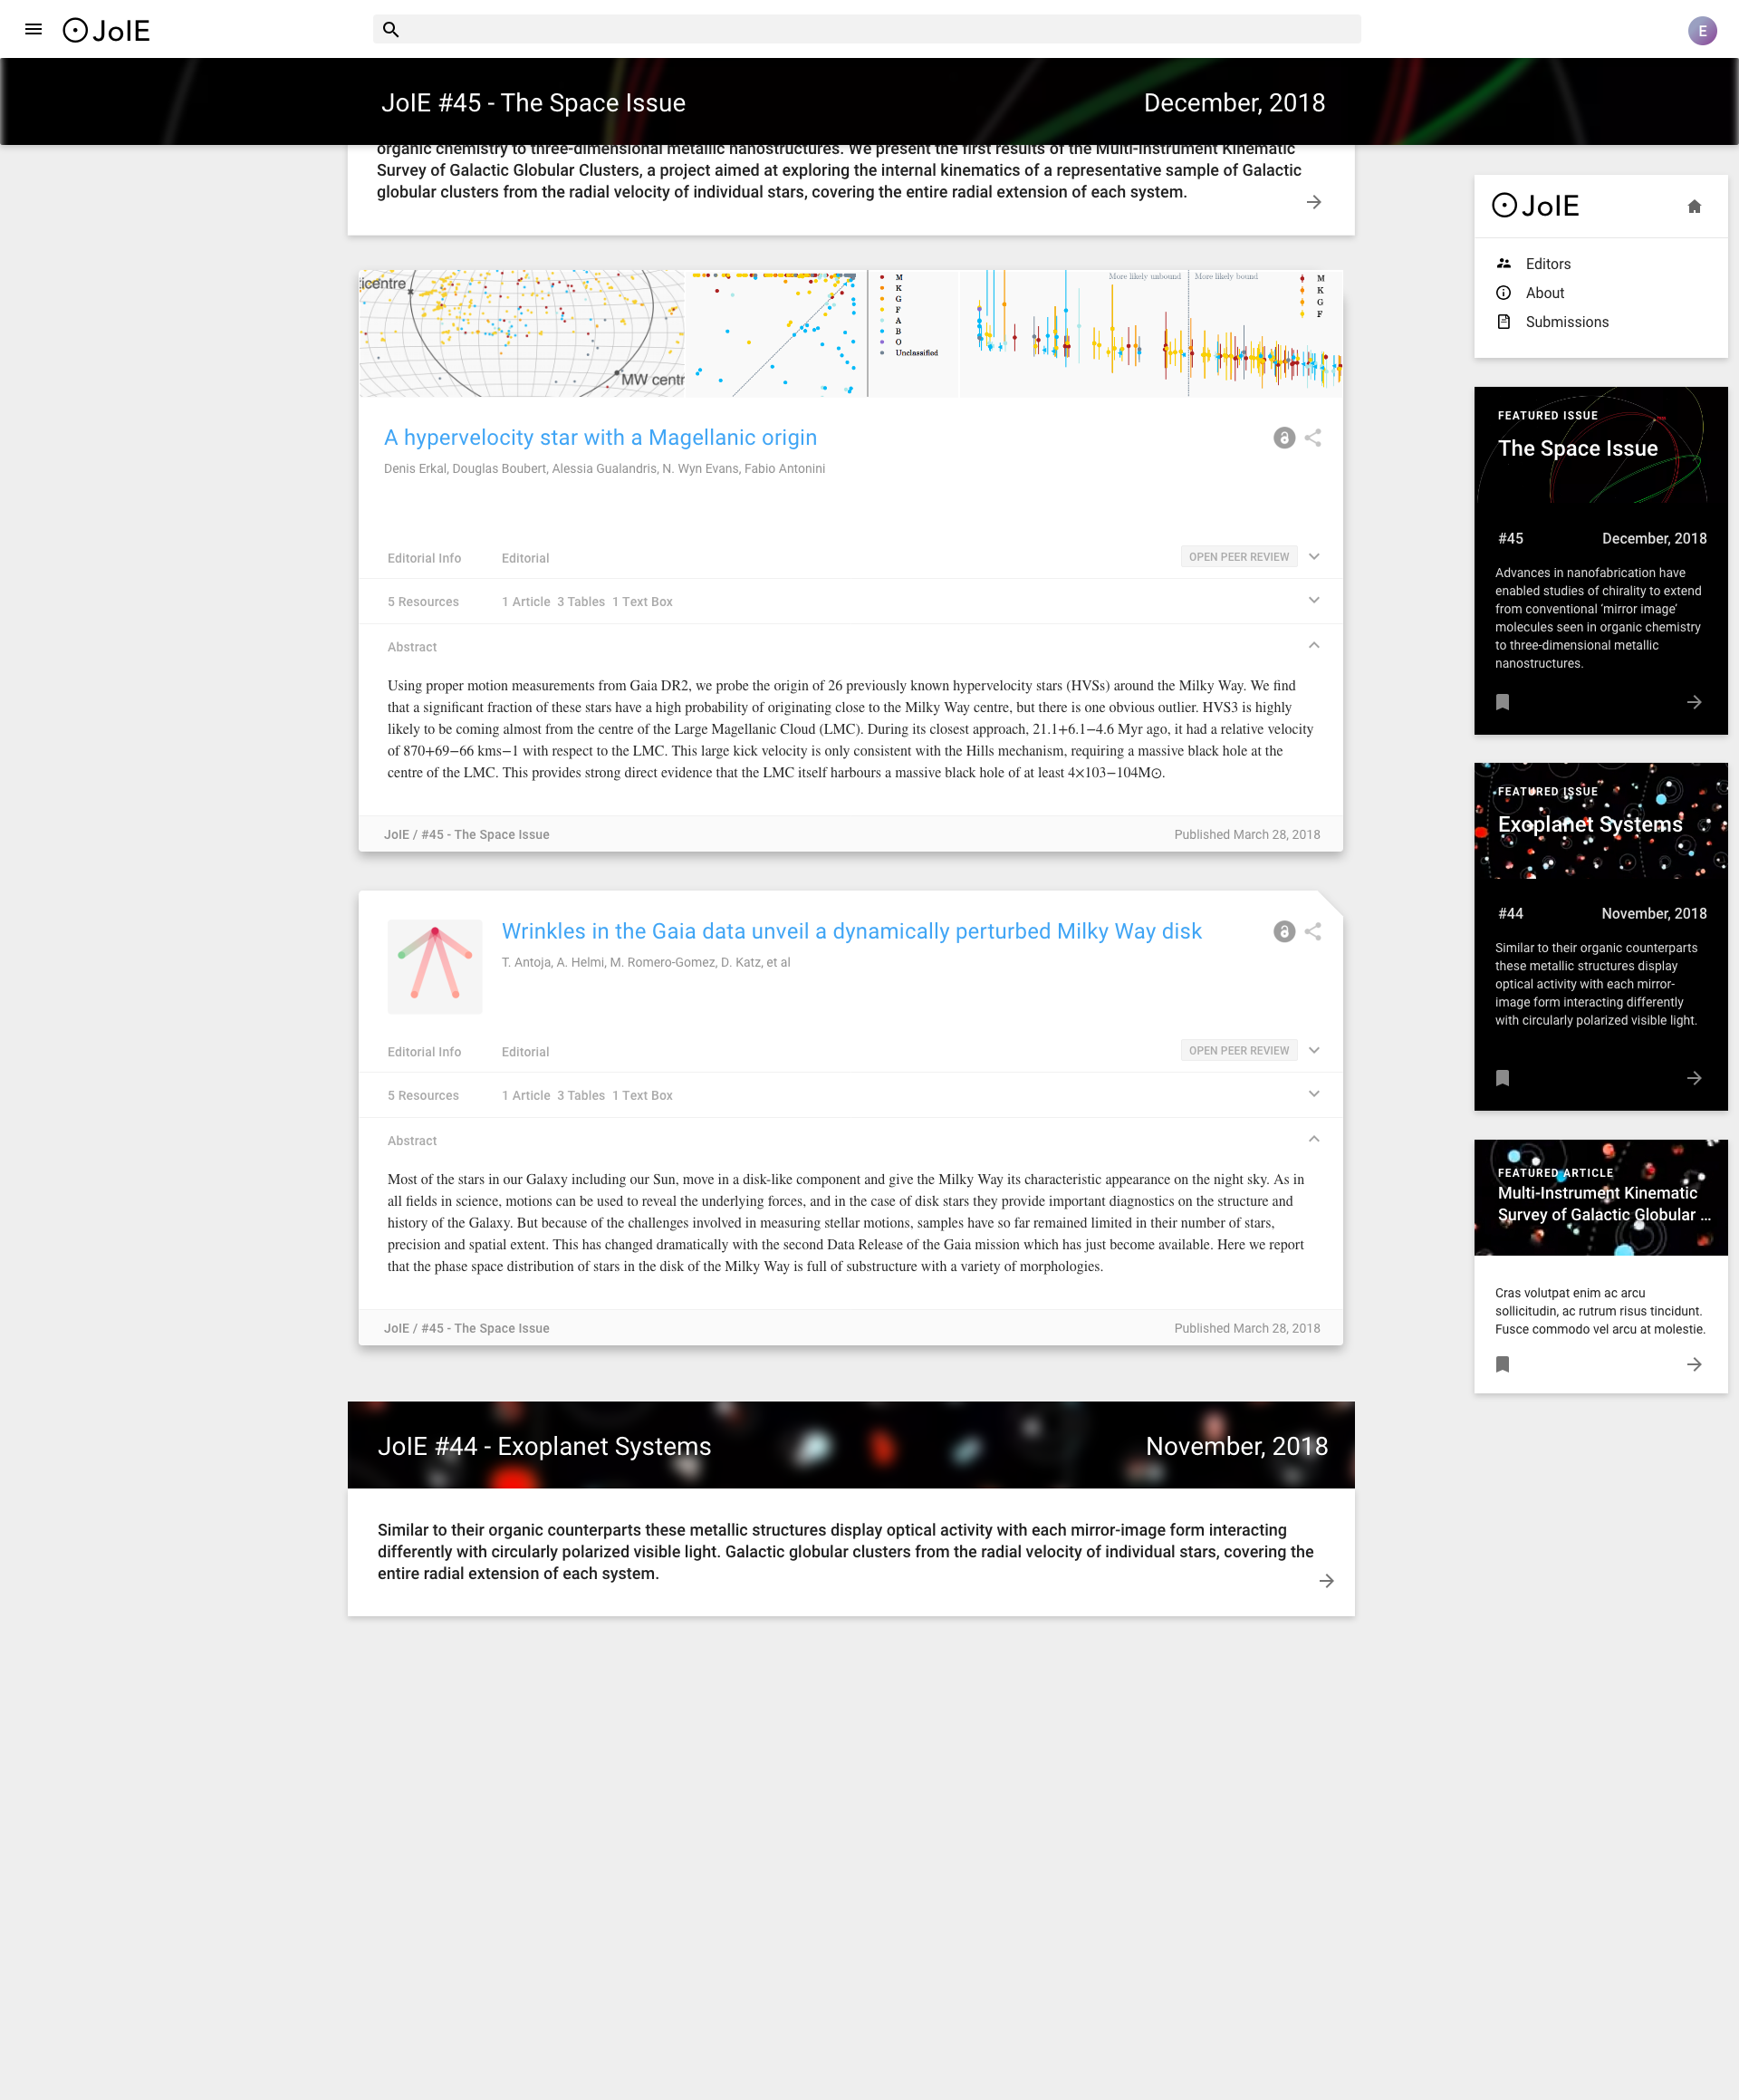 JoIE
E
JoIE #45 - The Space Issue
December, 2018
organic chemistry to three-dimensional metallic nanostructures. We present the first results of the Multi-Instrument Kinematic
Survey of Galactic Globular Clusters, a project aimed at exploring the internal kinematics of a representative sample of Galactic
globular clusters from the radial velocity of individual stars, covering the entire radial extension of each system.
icentre
MW centr
M
K
G
F
A
B
O
Unclassified
More likely unbound
More likely bound
M
K
G
F
A hypervelocity star with a Magellanic origin
Denis Erkal, Douglas Boubert, Alessia Gualandris, N. Wyn Evans, Fabio Antonini
Editorial Info
Editorial
OPEN PEER REVIEW
5 Resources
1 Article 3 Tables 1 Text Box
Abstract
Using proper motion measurements from Gaia DR2, we probe the origin of 26 previously known hypervelocity stars (HVSs) around the Milky Way. We find
that a significant fraction of these stars have a high probability of originating close to the Milky Way centre, but there is one obvious outlier. HVS3 is highly
likely to be coming almost from the centre of the Large Magellanic Cloud (LMC). During its closest approach, 21.1+6.1−4.6 Myr ago, it had a relative velocity
of 870+69−66 kms−1 with respect to the LMC. This large kick velocity is only consistent with the Hills mechanism, requiring a massive black hole at the
centre of the LMC. This provides strong direct evidence that the LMC itself harbours a massive black hole of at least 4×103−104M⊙.
JoIE / #45 - The Space Issue
Published March 28, 2018
Wrinkles in the Gaia data unveil a dynamically perturbed Milky Way disk
T. Antoja, A. Helmi, M. Romero-Gomez, D. Katz, et al
Editorial Info
Editorial
OPEN PEER REVIEW
5 Resources
1 Article 3 Tables 1 Text Box
Abstract
Most of the stars in our Galaxy including our Sun, move in a disk-like component and give the Milky Way its characteristic appearance on the night sky. As in
all fields in science, motions can be used to reveal the underlying forces, and in the case of disk stars they provide important diagnostics on the structure and
history of the Galaxy. But because of the challenges involved in measuring stellar motions, samples have so far remained limited in their number of stars,
precision and spatial extent. This has changed dramatically with the second Data Release of the Gaia mission which has just become available. Here we report
that the phase space distribution of stars in the disk of the Milky Way is full of substructure with a variety of morphologies.
JoIE / #45 - The Space Issue
Published March 28, 2018
JoIE #44 - Exoplanet Systems
November, 2018
Similar to their organic counterparts these metallic structures display optical activity with each mirror-image form interacting
differently with circularly polarized visible light. Galactic globular clusters from the radial velocity of individual stars, covering the
entire radial extension of each system.
JoIE
Editors
About
Submissions
FEATURED ISSUE
The Space Issue
#45
December, 2018
Advances in nanofabrication have
enabled studies of chirality to extend
from conventional ‘mirror image’
molecules seen in organic chemistry
to three-dimensional metallic
nanostructures.
FEATURED ISSUE
Exoplanet Systems
#44
November, 2018
Similar to their organic counterparts
these metallic structures display
optical activity with each mirror-
image form interacting differently
with circularly polarized visible light.
FEATURED ARTICLE
Multi-Instrument Kinematic
Survey of Galactic Globular ...
Cras volutpat enim ac arcu
sollicitudin, ac rutrum risus tincidunt.
Fusce commodo vel arcu at molestie.